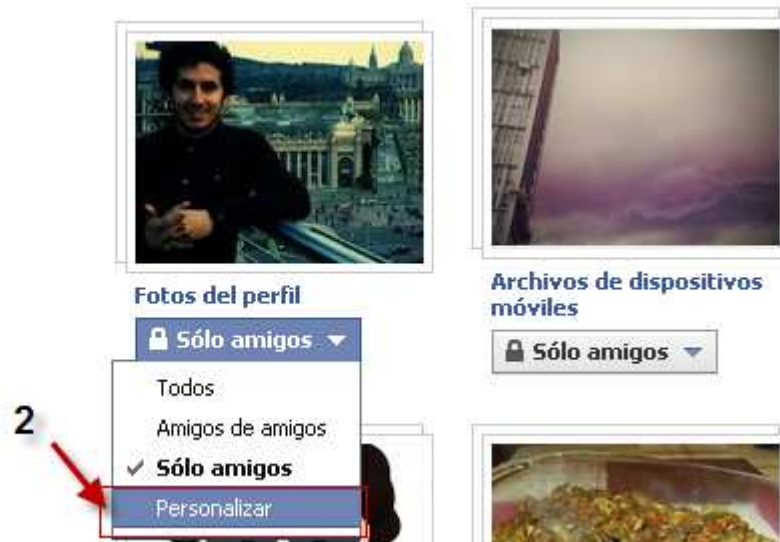 Fotos del perfil
Sólo amigos
Todos
Amigos de amigos
Sólo amigos
Personalizar
2
Archivos de dispositivos
móviles
Sólo amigos